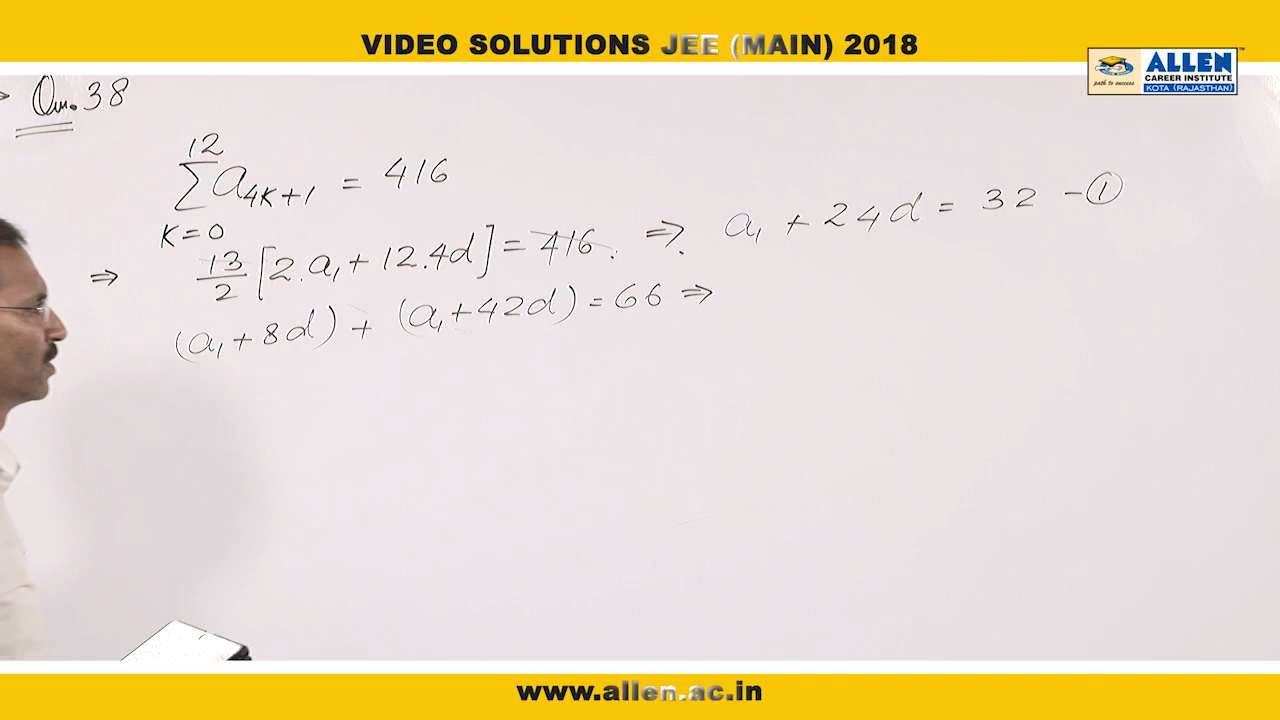 VIDEO SOLUTIONS JEE (MAIN) 2018
ALLEN
CAREER INSTITUTE
path to success
KOTA (RAJASTHAN)
→ Qu. 38
12
∑ a_{4K+1} = 416
K=0
⇒ 13/2 [2.a₁ + 12.4d] = 416. ⇒. a₁ + 24d = 32 -①
(a₁+8d) + (a₁+42d) = 66 ⇒
www.allen.ac.in